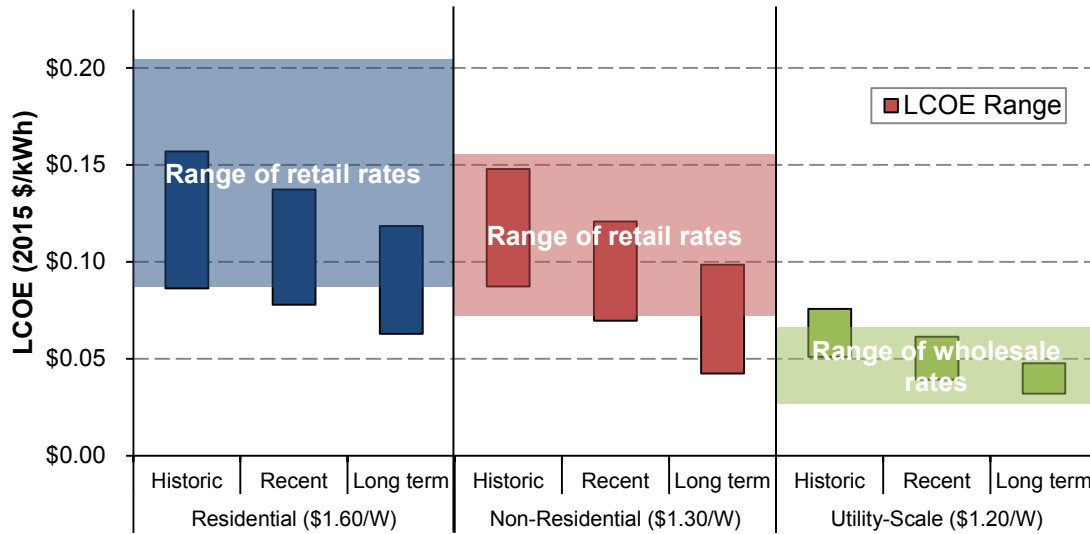 LCOE (2015 $/kWh)
$0.20
$0.15
$0.10
$0.05
$0.00
LCOE Range
Range of retail rates
Range of retail rates
Range of wholesale
rates
Historic
Recent
Long term
Historic
Recent
Long term
Historic
Recent
Long term
Residential ($1.60/W)
Non-Residential ($1.30/W)
Utility-Scale ($1.20/W)